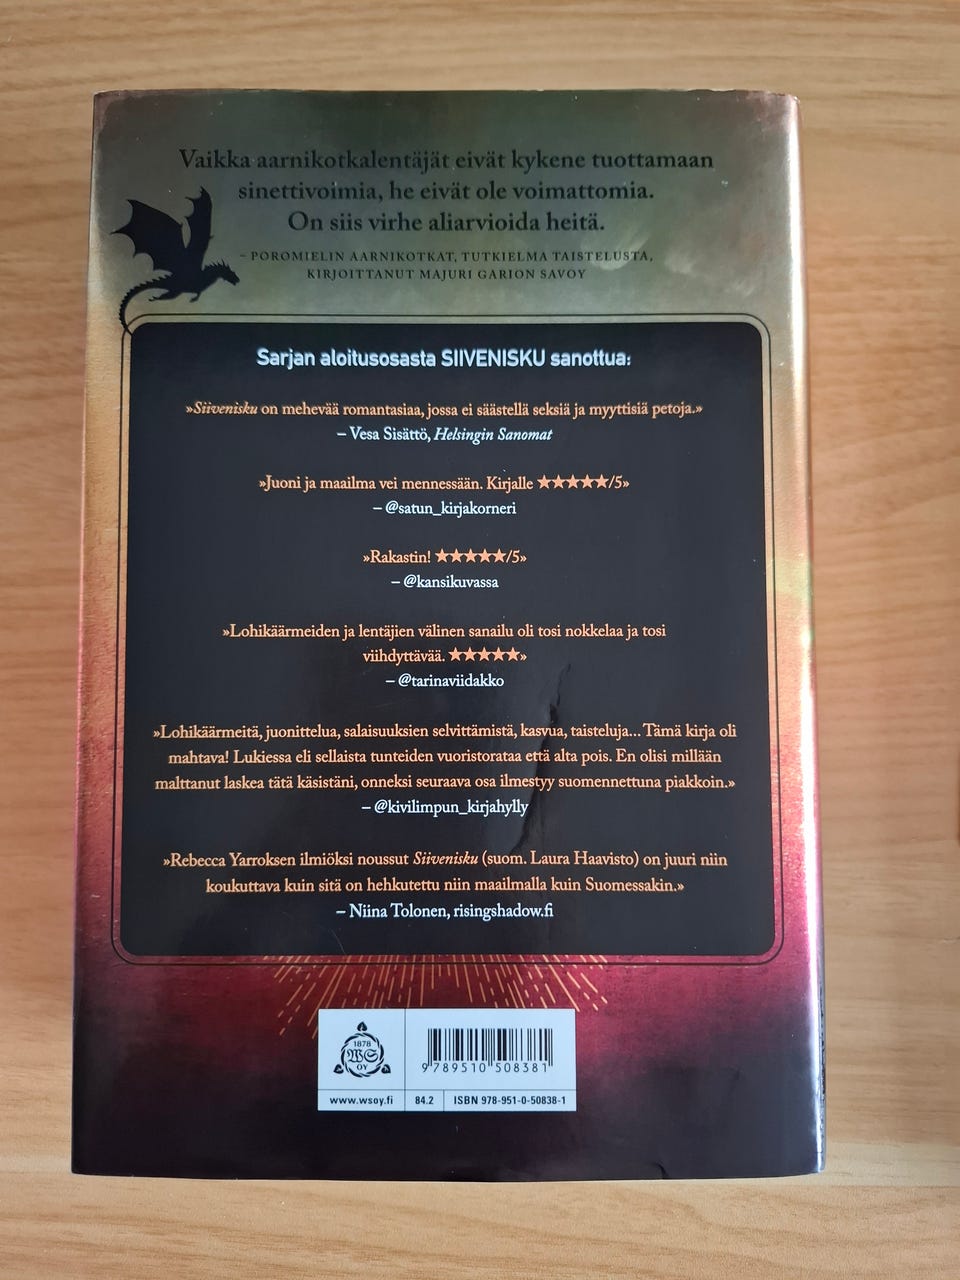 Vaikka aarnikotkalentäjät eivät kykene tuottamaan
sinettivoimia, he eivät ole voimattomia.
On siis virhe aliarvioida heitä.
– POROMIELIN AARNIKOTKAT, TUTKIELMA TAISTELUSTA,
KIRJOITTANUT MAJURI GARION SAVOY
Sarjan aloitusosasta SIIVENISKU sanottua:
»Siivenisku on mehevää romantasiaa, jossa ei säästellä seksiä ja myyttisiä petoja.»
– Vesa Sisättö, Helsingin Sanomat
»Juoni ja maailma vei mennessään. Kirjalle ★★★★★/5»
– @satun_kirjakorneri
»Rakastin! ★★★★★/5»
– @kansikuvassa
»Lohikäärmeiden ja lentäjien välinen sanailu oli tosi nokkelaa ja tosi
viihdyttävää. ★★★★★»
– @tarinaviidakko
»Lohikäärmeitä, juonittelua, salaisuuksien selvittämistä, kasvua, taisteluja... Tämä kirja oli
mahtava! Lukiessa eli sellaista tunteiden vuoristorataa että alta pois. En olisi millään
malttanut laskea tätä käsistäni, onneksi seuraava osa ilmestyy suomennettuna piakkoin.»
– @kivilimpun_kirjahylly
»Rebecca Yarroksen ilmiöksi noussut Siivenisku (suom. Laura Haavisto) on juuri niin
koukuttava kuin sitä on hehkutettu niin maailmalla kuin Suomessakin.»
– Niina Tolonen, risingshadow.fi
1878
WS
OY
9 789510 508381
www.wsoy.fi
84.2
ISBN 978-951-0-50838-1